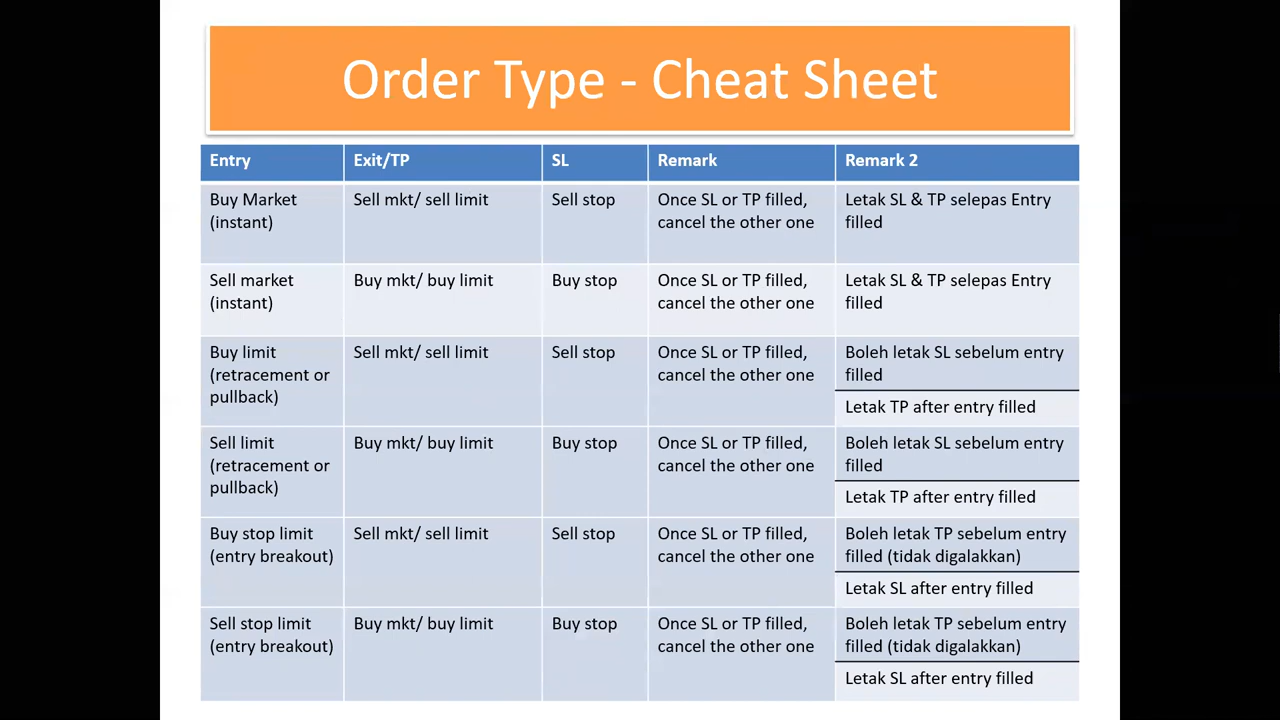 Order Type - Cheat Sheet
Entry
Exit/TP
SL
Remark
Remark 2
Buy Market
(instant)
Sell mkt/ sell limit
Sell stop
Once SL or TP filled,
cancel the other one
Letak SL & TP selepas Entry
filled
Sell market
(instant)
Buy mkt/ buy limit
Buy stop
Once SL or TP filled,
cancel the other one
Letak SL & TP selepas Entry
filled
Buy limit
(retracement or
pullback)
Sell mkt/ sell limit
Sell stop
Once SL or TP filled,
cancel the other one
Boleh letak SL sebelum entry
filled
Letak TP after entry filled
Sell limit
(retracement or
pullback)
Buy mkt/ buy limit
Buy stop
Once SL or TP filled,
cancel the other one
Boleh letak SL sebelum entry
filled
Letak TP after entry filled
Buy stop limit
(entry breakout)
Sell mkt/ sell limit
Sell stop
Once SL or TP filled,
cancel the other one
Boleh letak TP sebelum entry
filled (tidak digalakkan)
Letak SL after entry filled
Sell stop limit
(entry breakout)
Buy mkt/ buy limit
Buy stop
Once SL or TP filled,
cancel the other one
Boleh letak TP sebelum entry
filled (tidak digalakkan)
Letak SL after entry filled